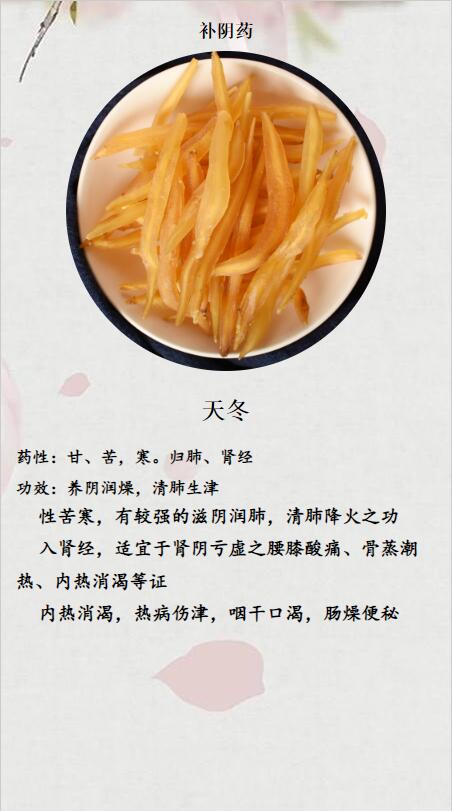 补阴药
天冬
药性：甘、苦，寒。归肺、肾经
功效：养阴润燥，清肺生津
性苦寒，有较强的滋阴润肺，清肺降火之功
入肾经，适宜于肾阴亏虚之腰膝酸痛、骨蒸潮
热、内热消渴等证
内热消渴，热病伤津，咽干口渴，肠燥便秘